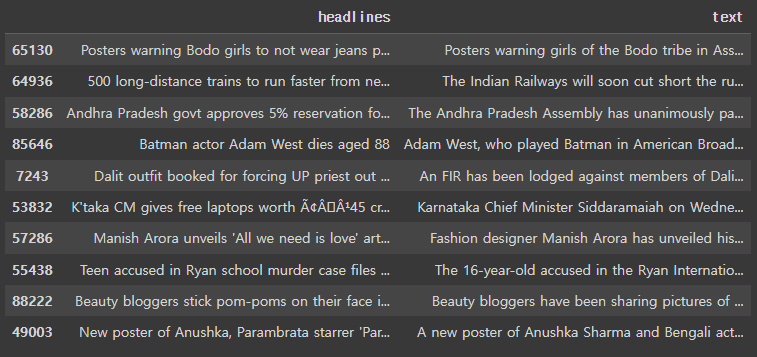 headlines text
65130 Posters warning Bodo girls to not wear jeans p... Posters warning girls of the Bodo tribe in Ass...
64936 500 long-distance trains to run faster from ne... The Indian Railways will soon cut short the ru...
58286 Andhra Pradesh govt approves 5% reservation fo... The Andhra Pradesh Assembly has unanimously pa...
85646 Batman actor Adam West dies aged 88 Adam West, who played Batman in American Broad...
7243 Dalit outfit booked for forcing UP priest out ... An FIR has been lodged against members of Dali...
53832 K'taka CM gives free laptops worth Ã¢Â□Â¹45 cr... Karnataka Chief Minister Siddaramaiah on Wedne...
57286 Manish Arora unveils 'All we need is love' art... Fashion designer Manish Arora has unveiled his...
55438 Teen accused in Ryan school murder case files ... The 16-year-old accused in the Ryan Internatio...
88222 Beauty bloggers stick pom-poms on their face i... Beauty bloggers have been sharing pictures of ...
49003 New poster of Anushka, Parambrata starrer 'Par... A new poster of Anushka Sharma and Bengali act...